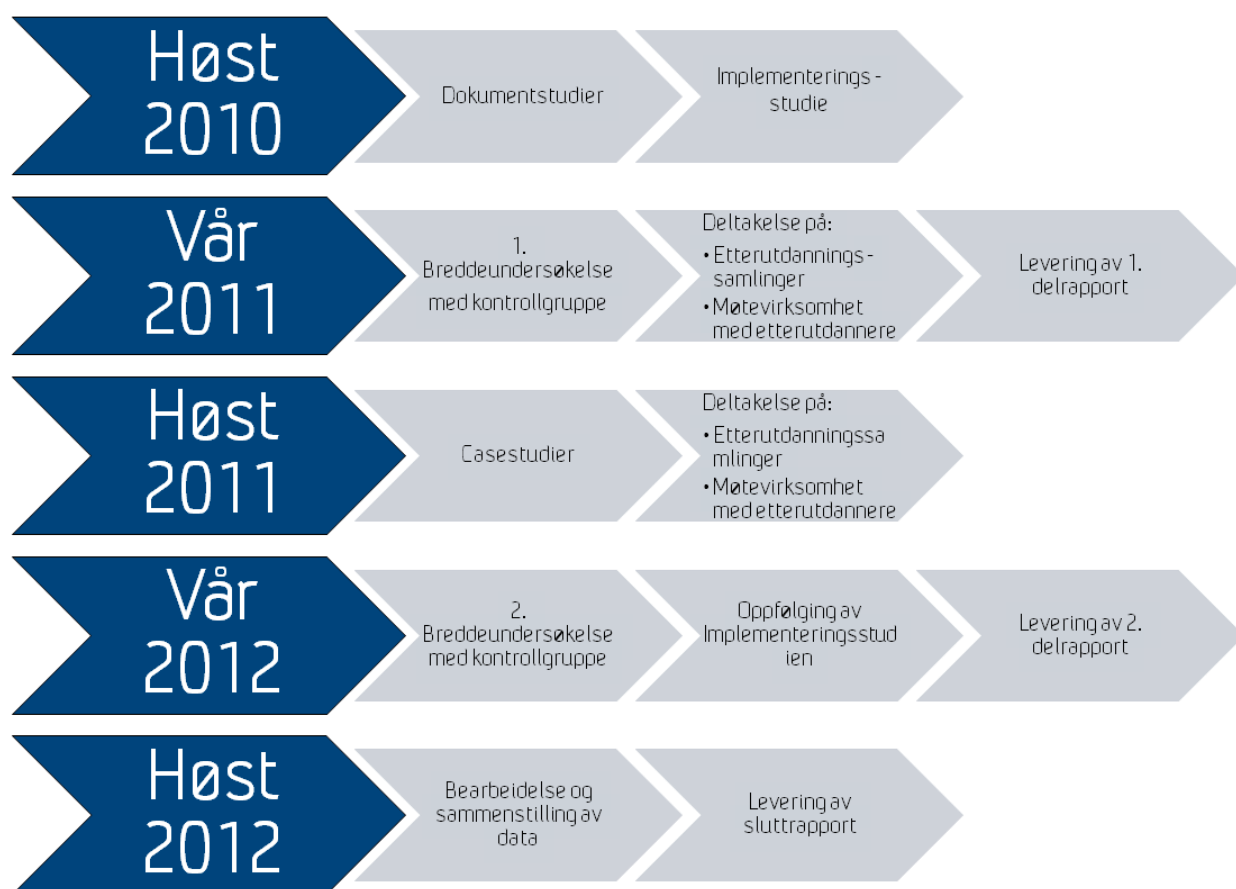 Høst
2010
Dokumentstudier
Implementerings-
studie
Vår
2011
1.
Breddeundersøkelse
med kontrollgruppe
Deltakelse på:
• Etterutdannings-
samlinger
• Møtevirksomhet
med etterutdannere
Levering av 1.
delrapport
Høst
2011
Casestudier
Deltakelse på:
• Etterutdanningssa
mlinger
• Møtevirksomhet
med etterutdannere
Vår
2012
2.
Breddeundersøkelse
med kontrollgruppe
Oppfølging av
Implementeringsstud
ien
Levering av 2.
delrapport
Høst
2012
Bearbeidelse og
sammenstilling av
data
Levering av
sluttrapport